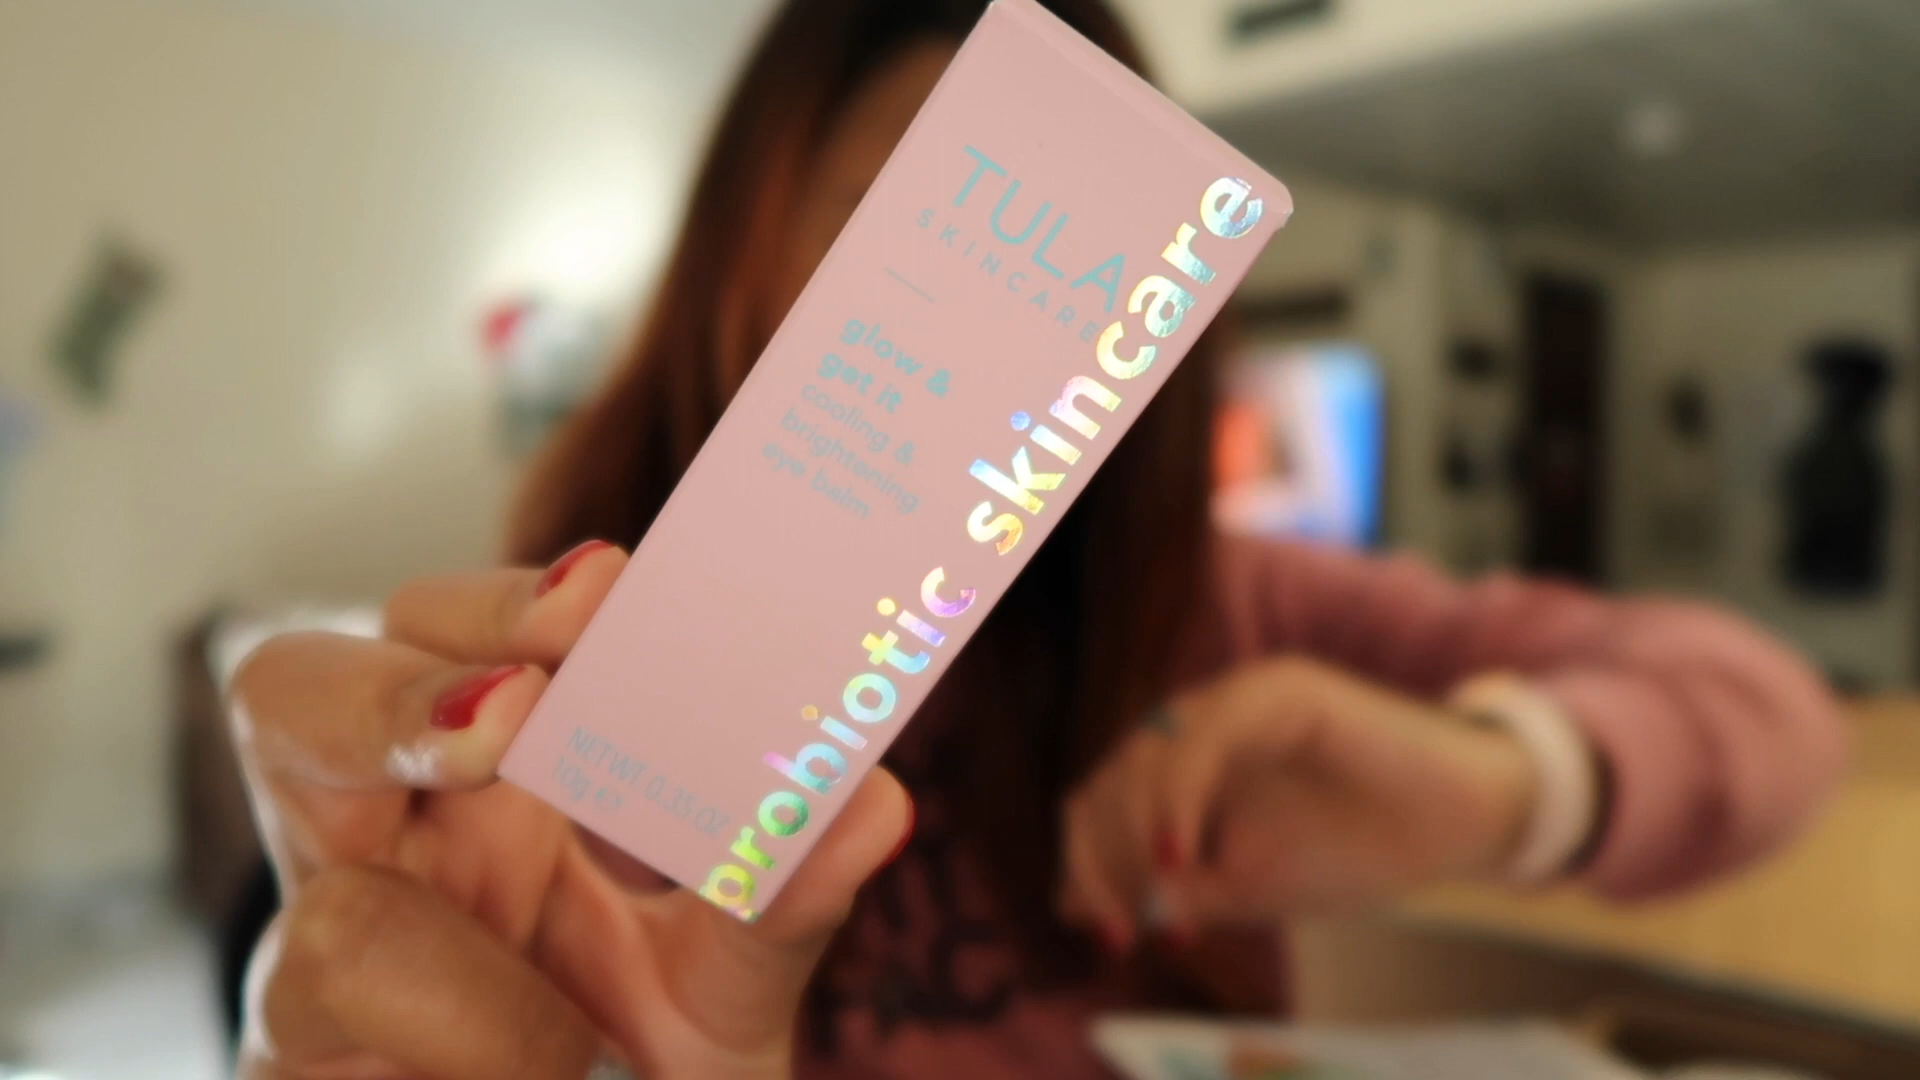 TULA
SKINCARE
glow &
get it
cooling &
brightening
eye balm
NET WT 0.35 OZ
10g ℮
probiotic skincare